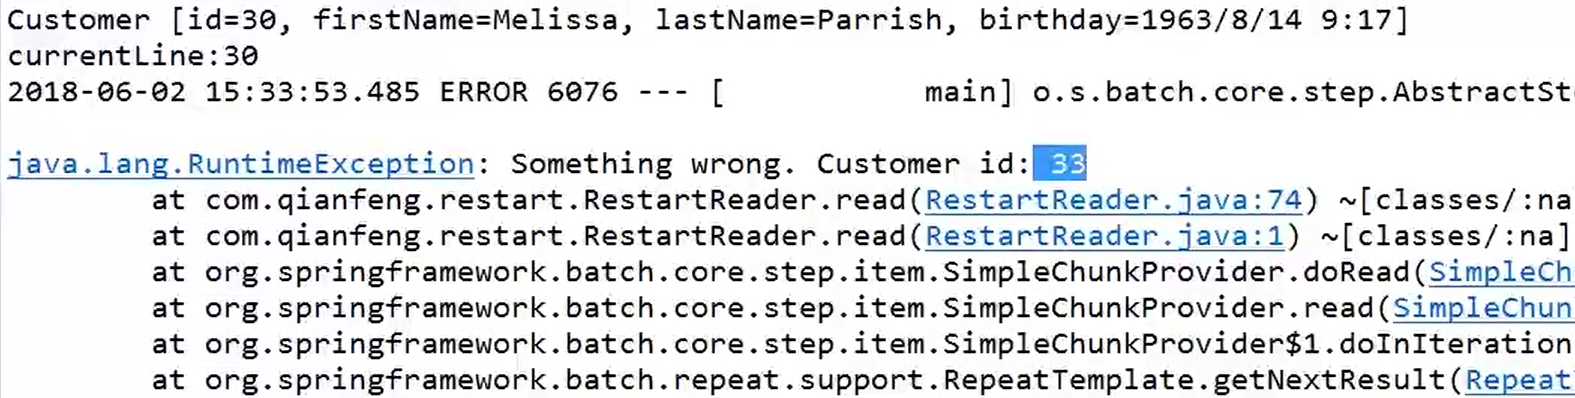 Customer [id=30, firstName=Melissa, lastName=Parrish, birthday=1963/8/14 9:17]
currentLine:30
2018-06-02 15:33:53.485 ERROR 6076 --- [           main] o.s.batch.core.step.AbstractSt
java.lang.RuntimeException: Something wrong. Customer id: 33
        at com.qianfeng.restart.RestartReader.read(RestartReader.java:74) ~[classes/:na
        at com.qianfeng.restart.RestartReader.read(RestartReader.java:1) ~[classes/:na]
        at org.springframework.batch.core.step.item.SimpleChunkProvider.doRead(SimpleCh
        at org.springframework.batch.core.step.item.SimpleChunkProvider.read(SimpleChun
        at org.springframework.batch.core.step.item.SimpleChunkProvider$1.doInIteration
        at org.springframework.batch.repeat.support.RepeatTemplate.getNextResult(Repeat